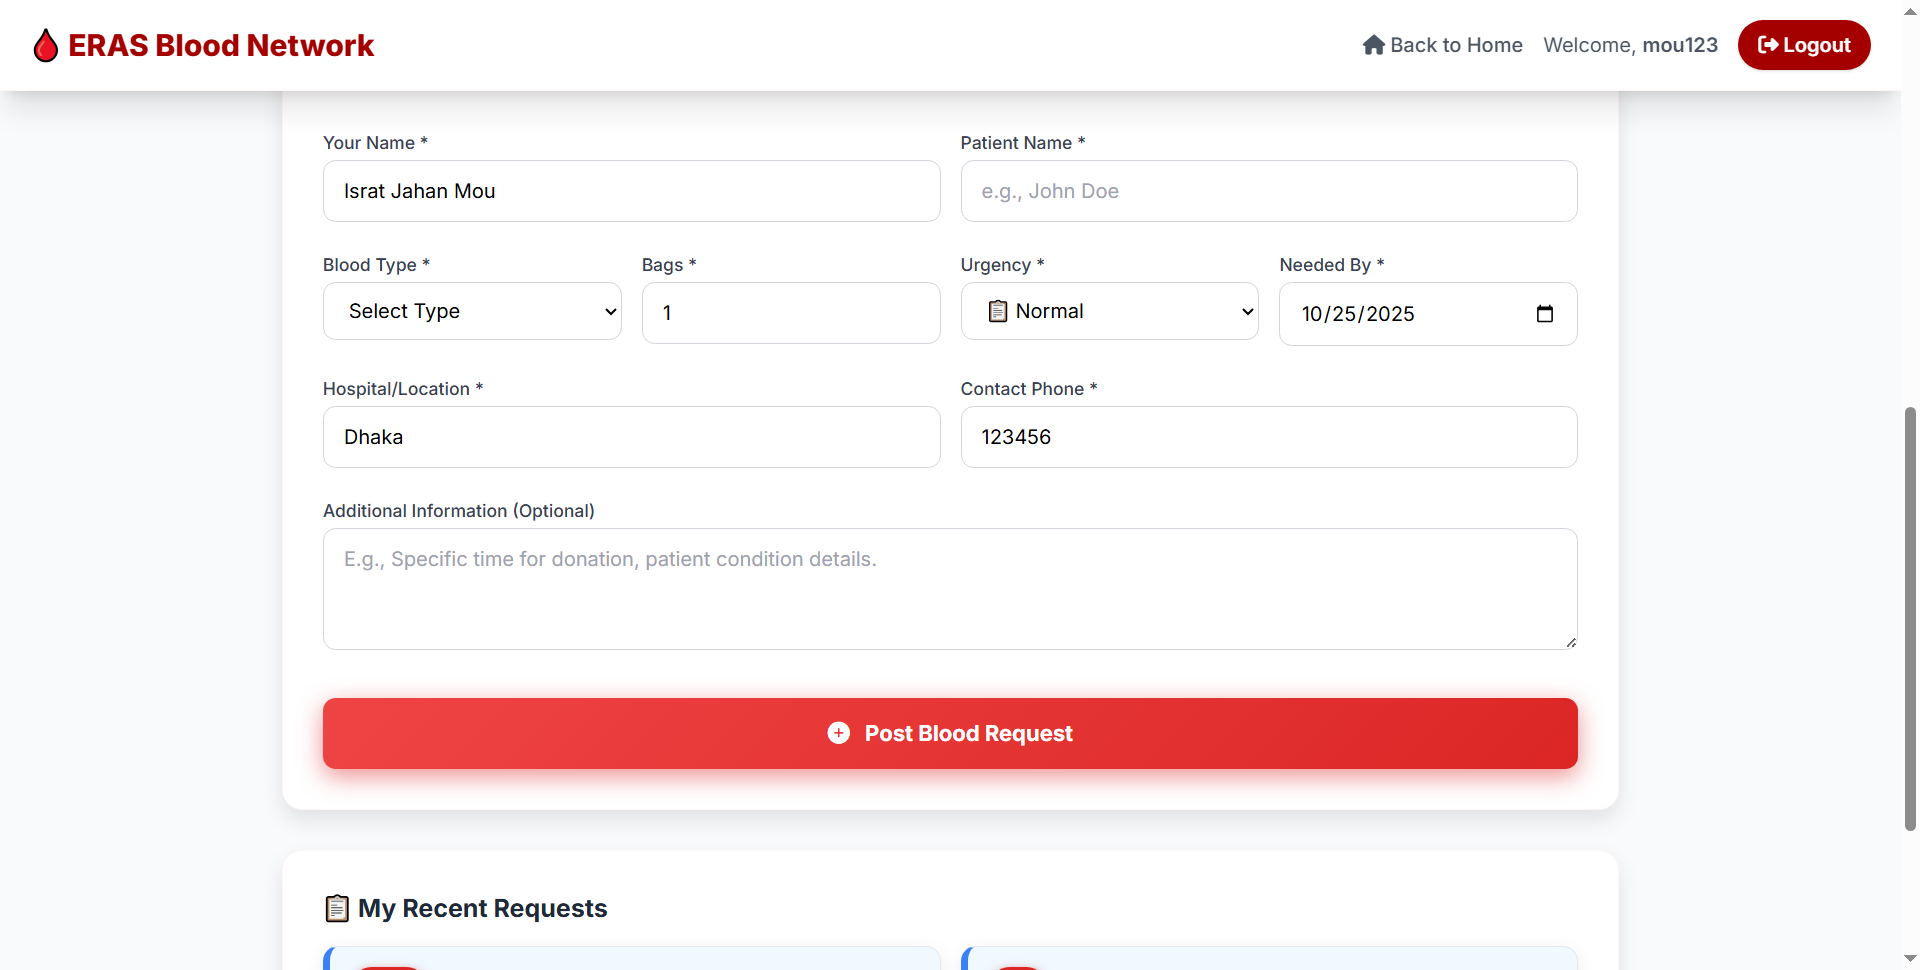 ERAS Blood Network
Back to Home
Welcome, mou123
Logout
Your Name *
Patient Name *
Israt Jahan Mou
e.g., John Doe
Blood Type *
Bags *
Urgency *
Needed By *
Select Type
1
Normal
10/25/2025
Hospital/Location *
Contact Phone *
Dhaka
123456
Additional Information (Optional)
E.g., Specific time for donation, patient condition details.
Post Blood Request
My Recent Requests